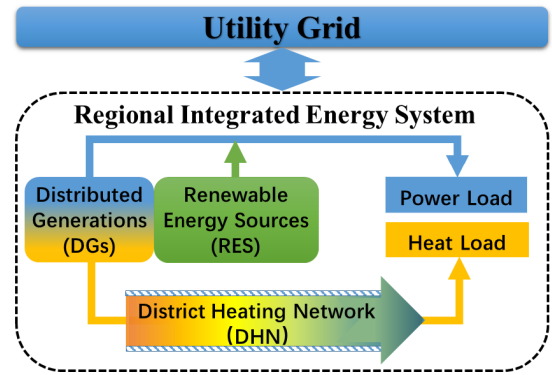 Utility Grid
Regional Integrated Energy System
Distributed
Generations
(DGs)
Renewable
Energy Sources
(RES)
Power Load
Heat Load
District Heating Network
(DHN)